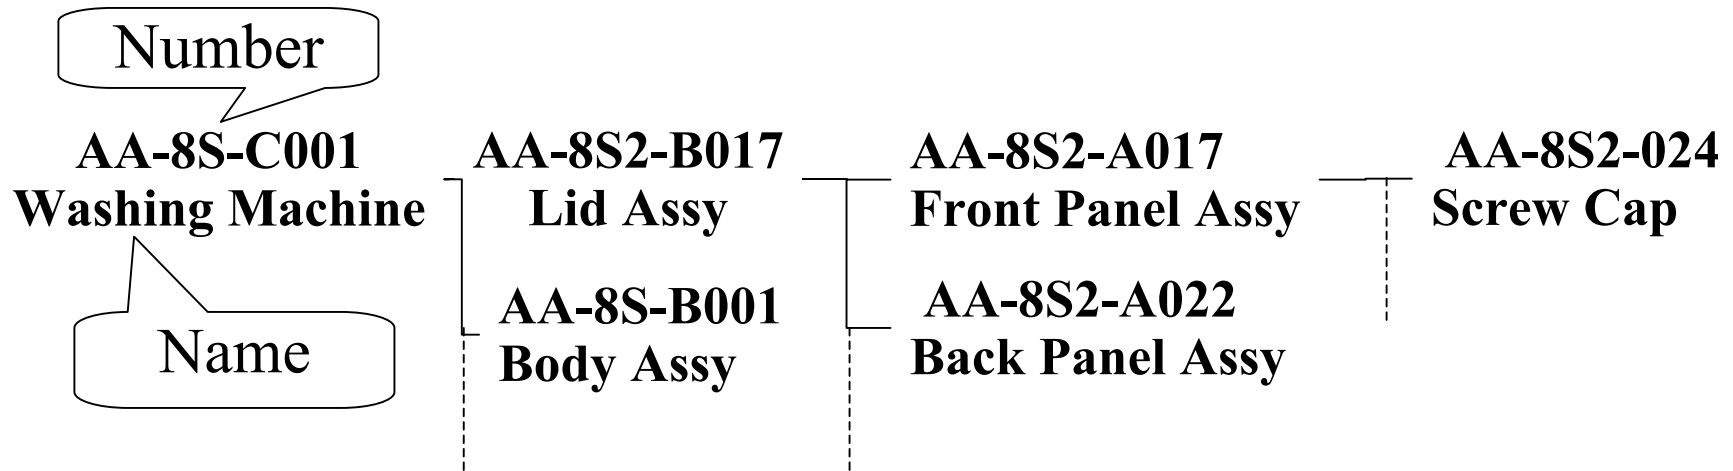 Number
AA-8S-C001
Washing Machine
Name
AA-8S2-B017
Lid Assy
AA-8S-B001
Body Assy
AA-8S2-A017
Front Panel Assy
AA-8S2-A022
Back Panel Assy
AA-8S2-024
Screw Cap